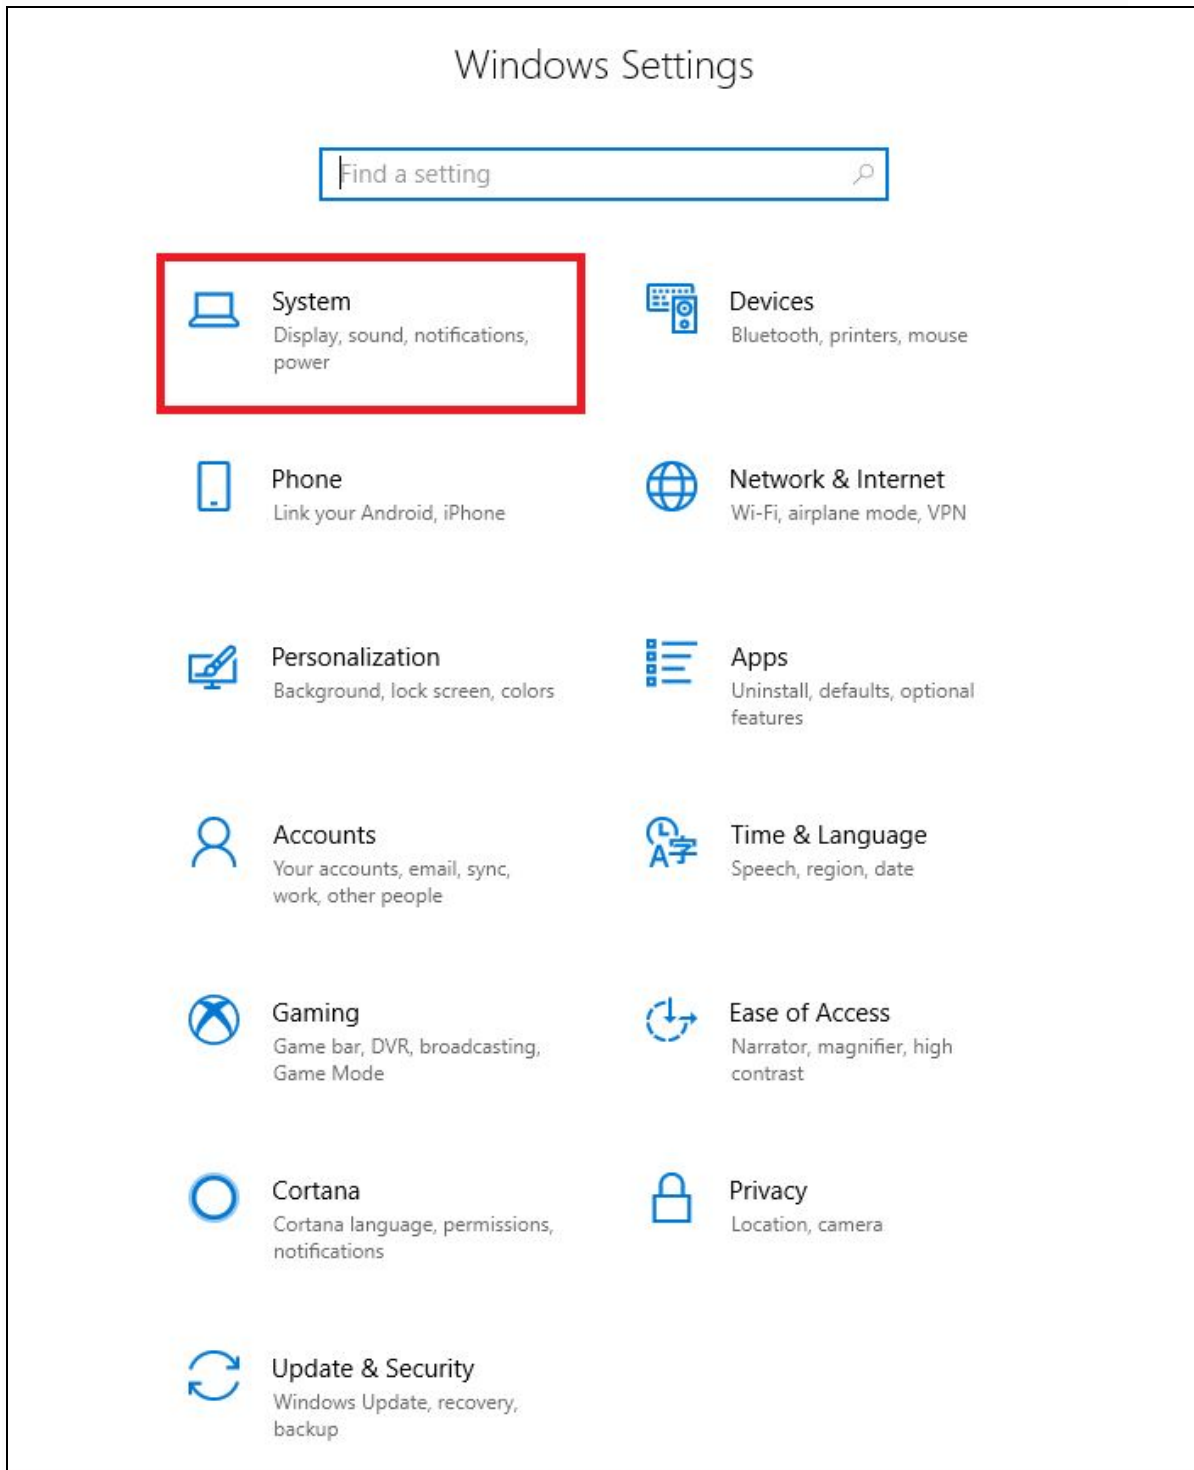 Windows Settings
Find a setting
System
Display, sound, notifications,
power
Devices
Bluetooth, printers, mouse
Phone
Link your Android, iPhone
Network & Internet
Wi-Fi, airplane mode, VPN
Personalization
Background, lock screen, colors
Apps
Uninstall, defaults, optional
features
Accounts
Your accounts, email, sync,
work, other people
Time & Language
Speech, region, date
Gaming
Game bar, DVR, broadcasting,
Game Mode
Ease of Access
Narrator, magnifier, high
contrast
Cortana
Cortana language, permissions,
notifications
Privacy
Location, camera
Update & Security
Windows Update, recovery,
backup